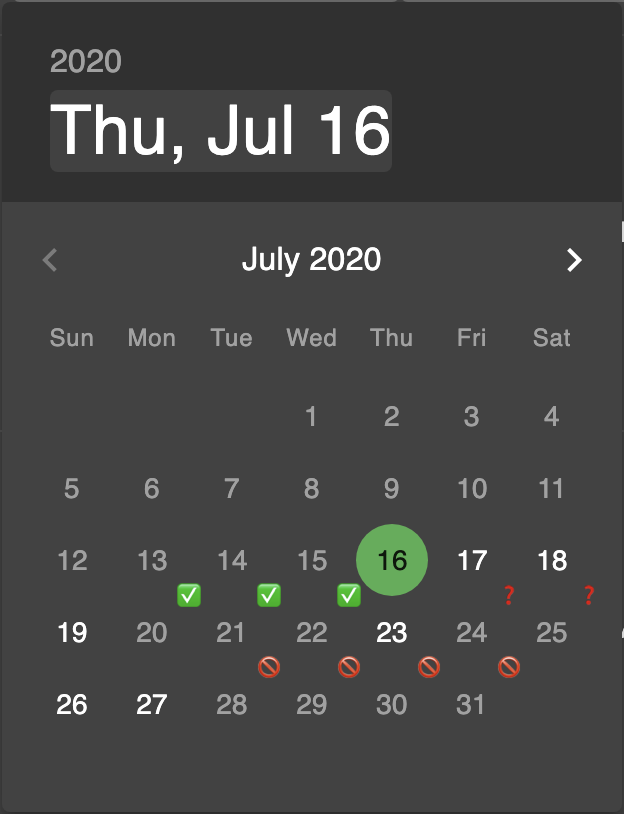 2020
Thu, Jul 16
July 2020
Sun Mon Tue Wed Thu Fri Sat
1 2 3 4
5 6 7 8 9 10 11
12 13 14 15 16 17 18
✅ ✅ ✅ ❓ ❓
19 20 21 22 23 24 25
🚫 🚫 🚫 🚫
26 27 28 29 30 31